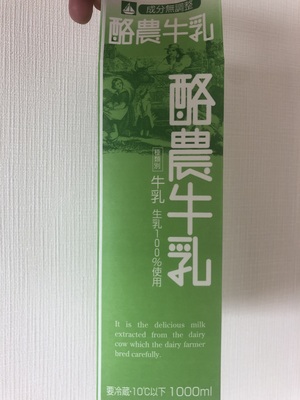 成分無調整
酪農牛乳
酪農牛乳
種類別
牛乳
生乳100%使用
It is the delicious milk
extracted from the dairy
cow which the dairy farmer
bred carefully.
要冷蔵·10℃以下 1000ml